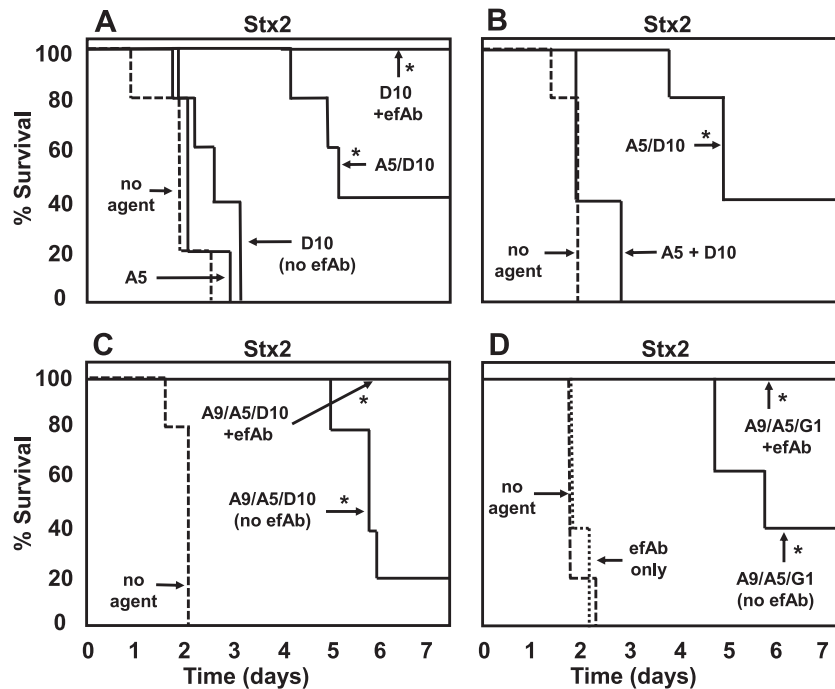 A
Stx2
% Survival
100
80
60
40
20
0
*
D10
+efAb
*
A5/D10
no
agent
D10
(no efAb)
A5
B
Stx2
*
A5/D10
no
agent
A5 + D10
C
Stx2
% Survival
100
80
60
40
20
0
A9/A5/D10
+efAb
*
A9/A5/D10
(no efAb)
*
no
agent
0 1 2 3 4 5 6 7
Time (days)
D
Stx2
*
A9/A5/G1
+efAb
no
agent
efAb
only
*
A9/A5/G1
(no efAb)
0 1 2 3 4 5 6 7
Time (days)